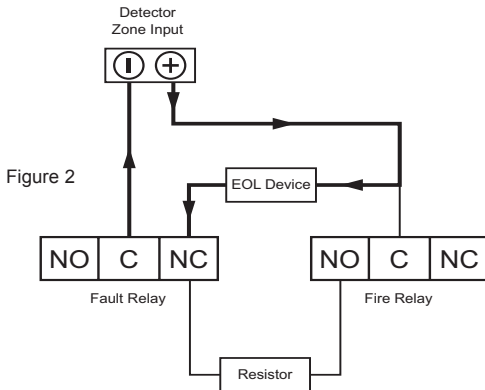 Detector
Zone Input
− +
Figure 2
EOL Device
NO C NC
Fault Relay
NO C NC
Fire Relay
Resistor